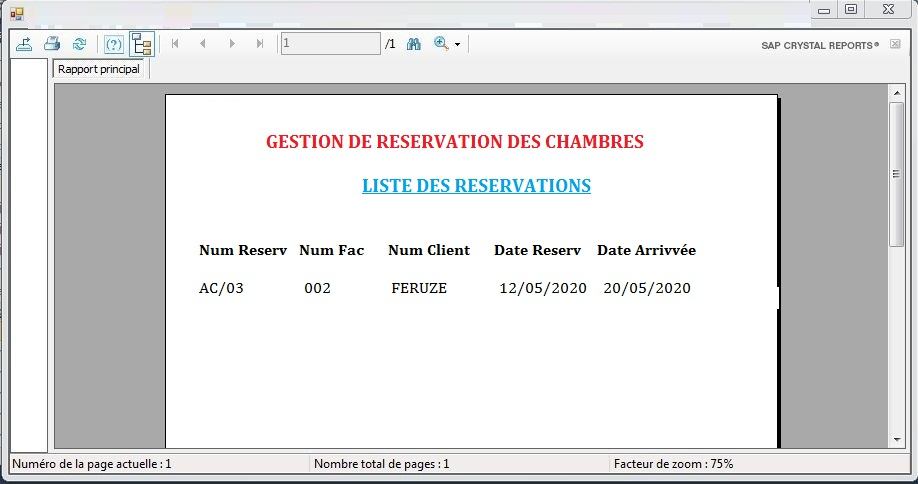 1 /1 SAP CRYSTAL REPORTS®
Rapport principal
GESTION DE RESERVATION DES CHAMBRES
LISTE DES RESERVATIONS
Num Reserv Num Fac Num Client Date Reserv Date Arrivvée
AC/03 002 FERUZE 12/05/2020 20/05/2020
Numéro de la page actuelle : 1 Nombre total de pages : 1 Facteur de zoom : 75%